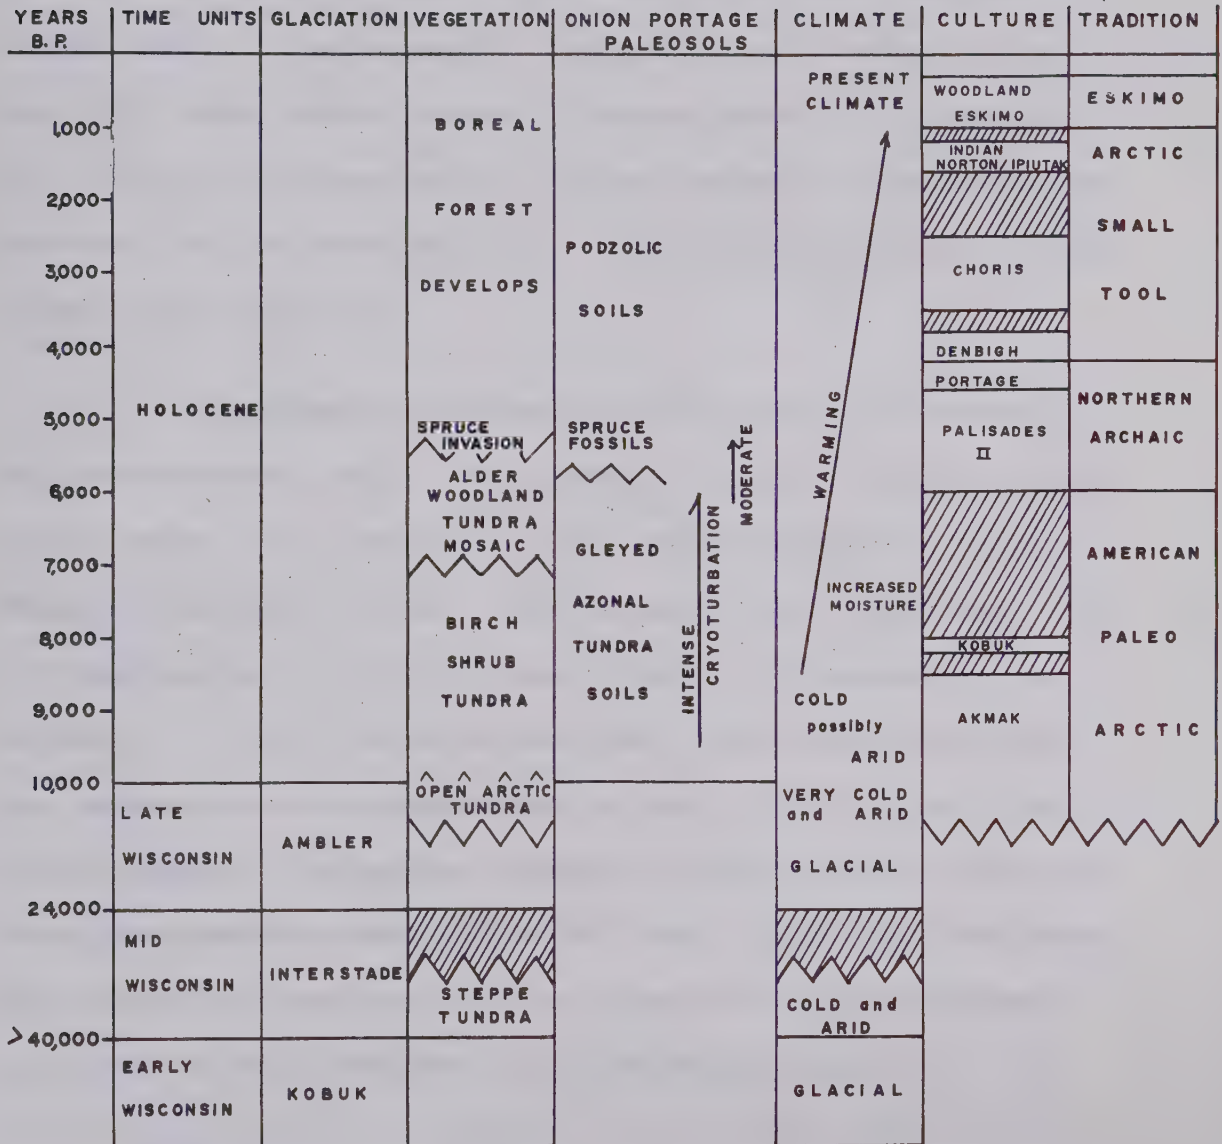 YEARS B.P.
TIME UNITS
GLACIATION
VEGETATION
ONION PORTAGE
PALEOSOLS
CLIMATE
CULTURE
TRADITION
1,000
2,000
3,000
4,000
5,000
6,000
7,000
8,000
9,000
10,000
24,000
>40,000
HOLOCENE
LATE
WISCONSIN
MID
WISCONSIN
EARLY
WISCONSIN
AMBLER
INTERSTADE
KOBUK
BOREAL
FOREST
DEVELOPS
SPRUCE
INVASION
ALDER
WOODLAND
TUNDRA
MOSAIC
BIRCH
SHRUB
TUNDRA
OPEN ARCTIC
TUNDRA
STEPPE
TUNDRA
PODZOLIC
SOILS
SPRUCE
FOSSILS
GLEYED
AZONAL
TUNDRA
SOILS
INTENSE
CRYOTURBATION
MODERATE
PRESENT
CLIMATE
WARMING
INCREASED
MOISTURE
COLD
possibly
ARID
VERY COLD
and ARID
GLACIAL
COLD and
ARID
GLACIAL
WOODLAND
ESKIMO
INDIAN
NORTON/IPIUTAK
CHORIS
DENBIGH
PORTAGE
PALISADES
II
KOBUK
AKMAK
ESKIMO
ARCTIC
SMALL
TOOL
NORTHERN
ARCHAIC
AMERICAN
PALEO
ARCTIC